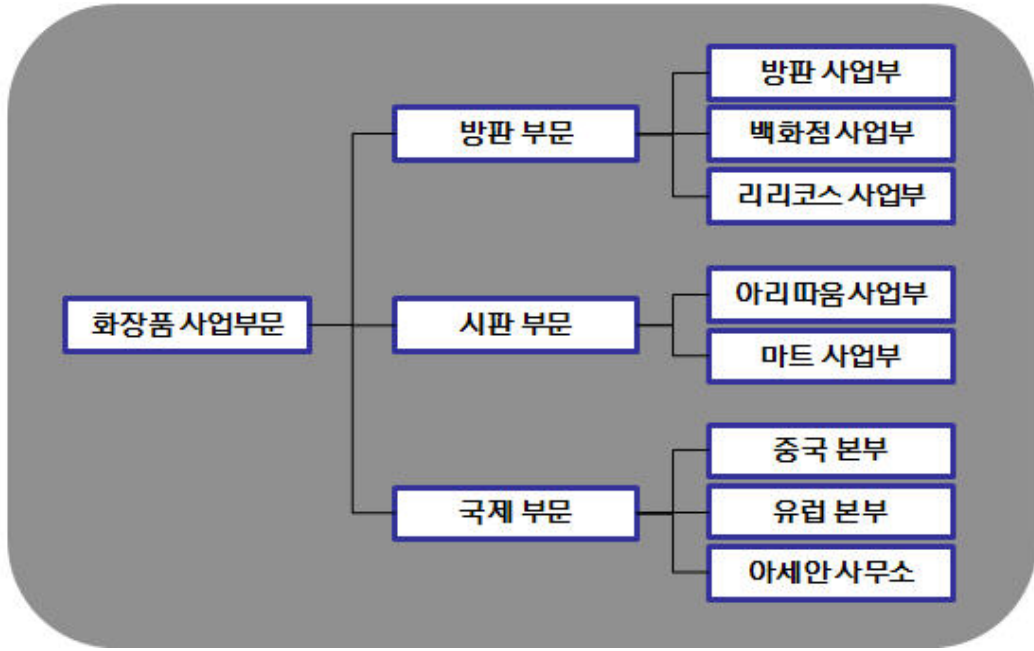 화장품 사업부문
방판 부문
방판 사업부
백화점 사업부
리리코스 사업부
시판 부문
아리따움 사업부
마트 사업부
국제 부문
중국 본부
유럽 본부
아세안 사무소